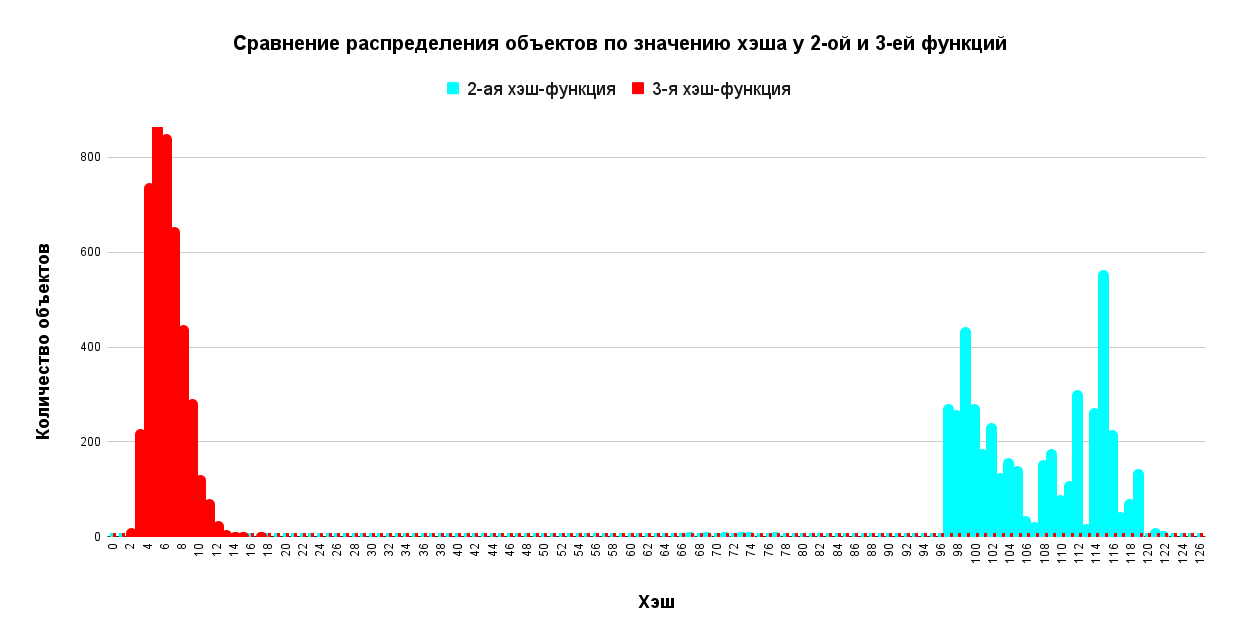 Сравнение распределения объектов по значению хэша у 2-ой и 3-ей функций
2-ая хэш-функция 3-я хэш-функция
800
600
400
200
0
Количество объектов
0 2 4 6 8 10 12 14 16 18 20 22 24 26 28 30 32 34 36 38 40 42 44 46 48 50 52 54 56 58 60 62 64 66 68 70 72 74 76 78 80 82 84 86 88 90 92 94 96 98 100 102 104 106 108 110 112 114 116 118 120 122 124 126
Хэш